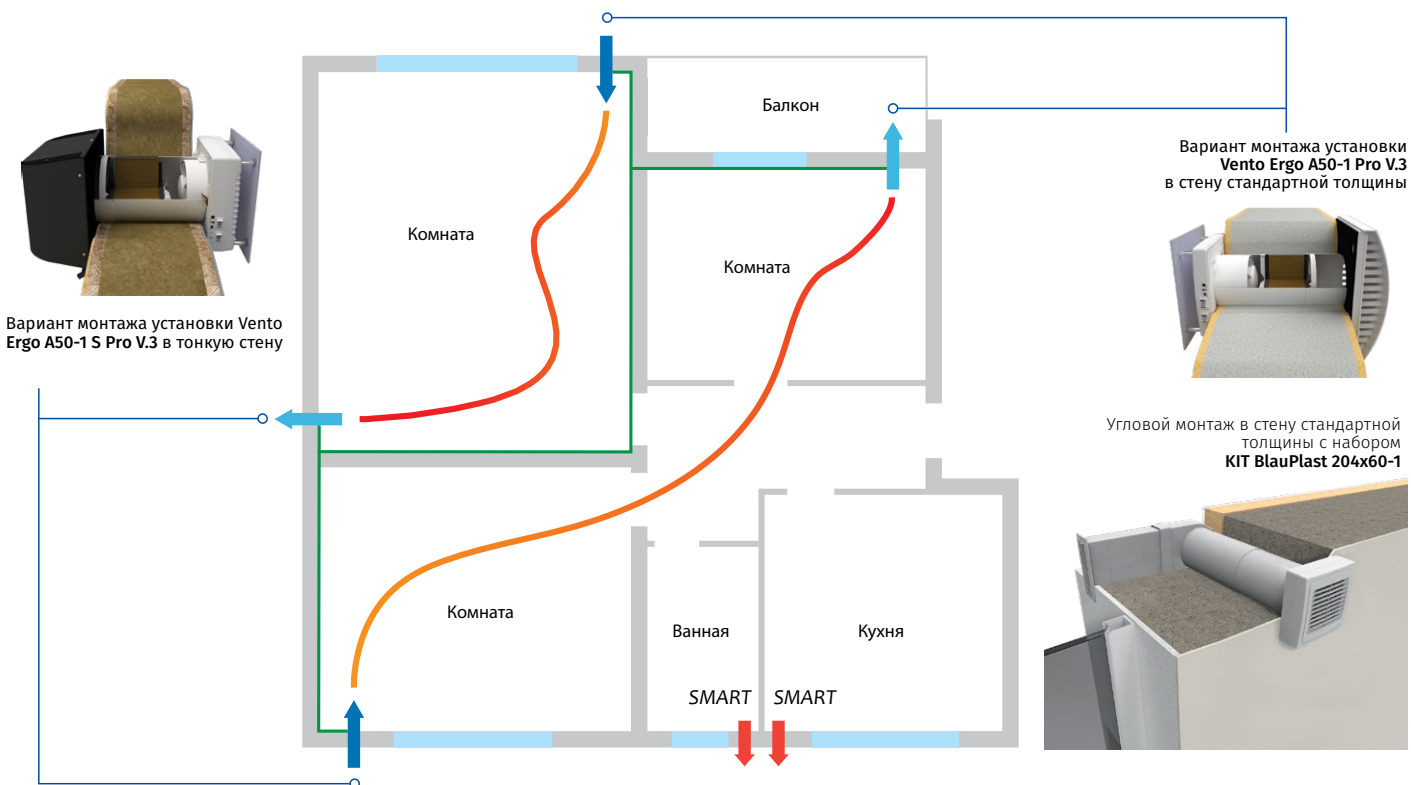 Балкон
Вариант монтажа установки
Vento Ergo A50-1 Pro V.3
в стену стандартной толщины
Комната
Комната
Вариант монтажа установки Vento
Ergo A50-1 S Pro V.3 в тонкую стену
Угловой монтаж в стену стандартной
толщины с набором
KIT BlauPlast 204x60-1
Комната
Ванная
Кухня
SMART
SMART